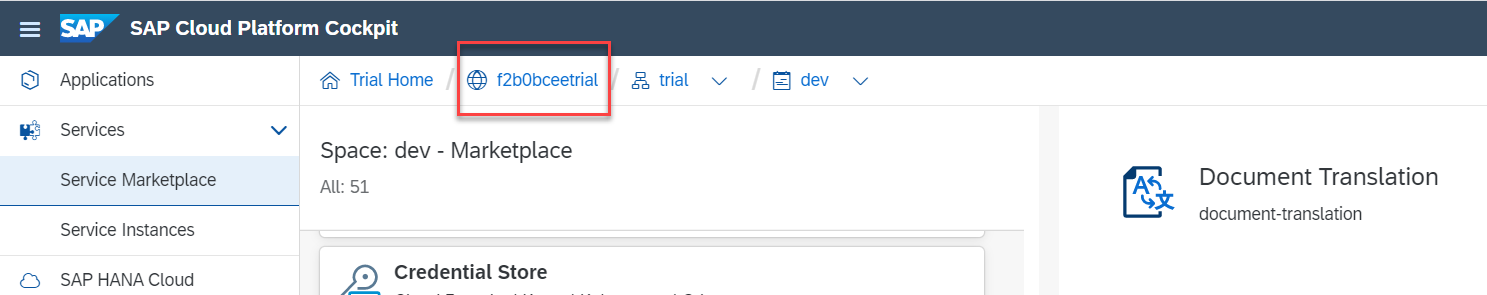 SAP SAP Cloud Platform Cockpit
Applications
Trial Home / f2b0bceetrial / trial / dev
Services
Space: dev - Marketplace
Service Marketplace
All: 51
Document Translation
document-translation
Service Instances
SAP HANA Cloud
Credential Store